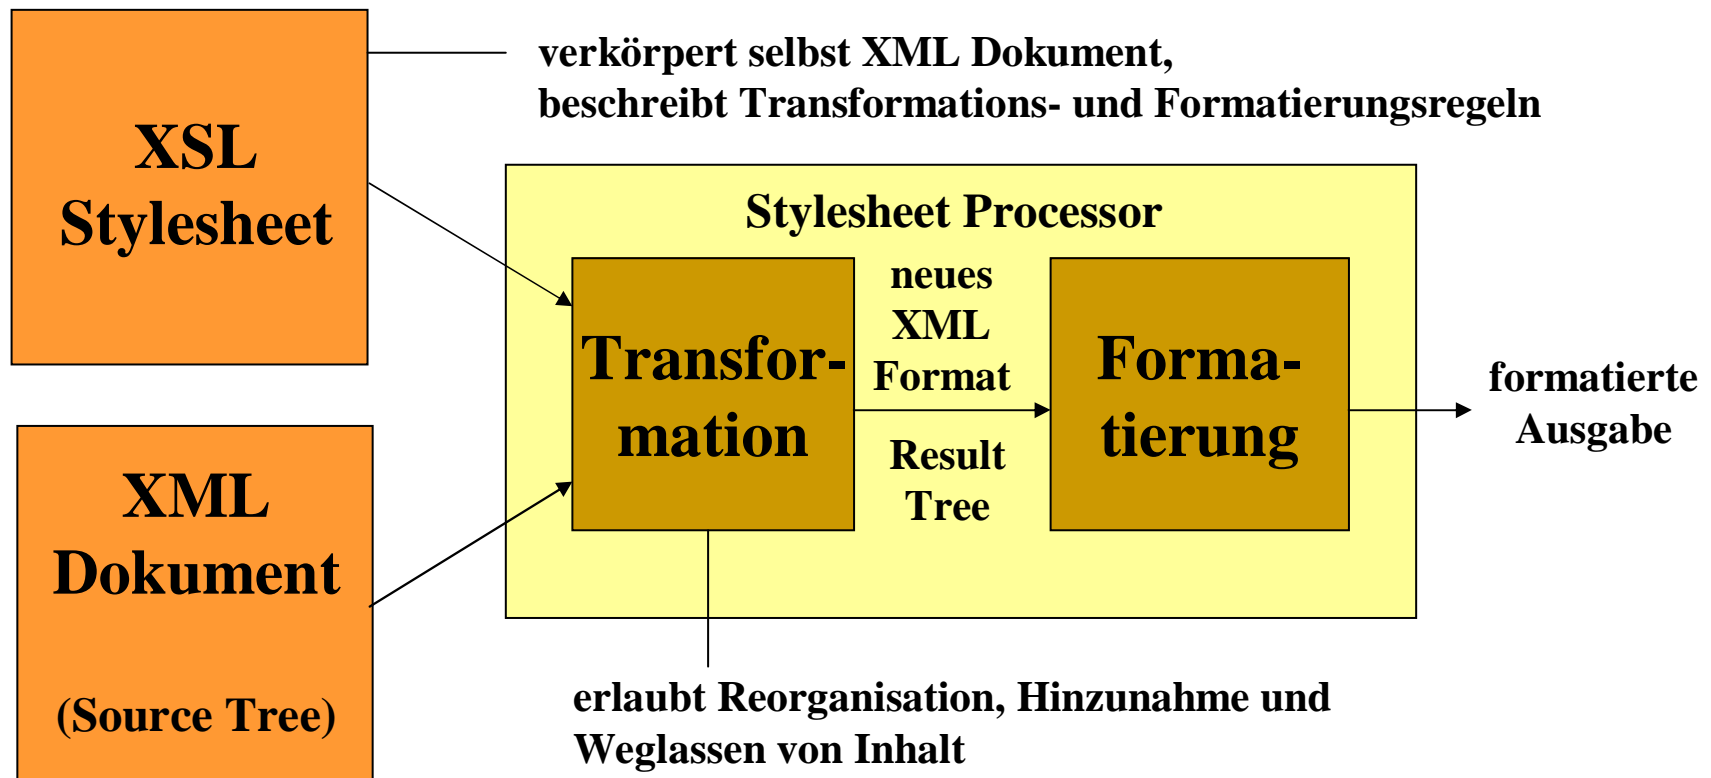 verkörpert selbst XML Dokument,
beschreibt Transformations- und Formatierungsregeln
XSL
Stylesheet
Stylesheet Processor
neues
XML
Format
Transfor-
mation
Forma-
tierung
formatierte
Ausgabe
Result
Tree
XML
Dokument
(Source Tree)
erlaubt Reorganisation, Hinzunahme und
Weglassen von Inhalt